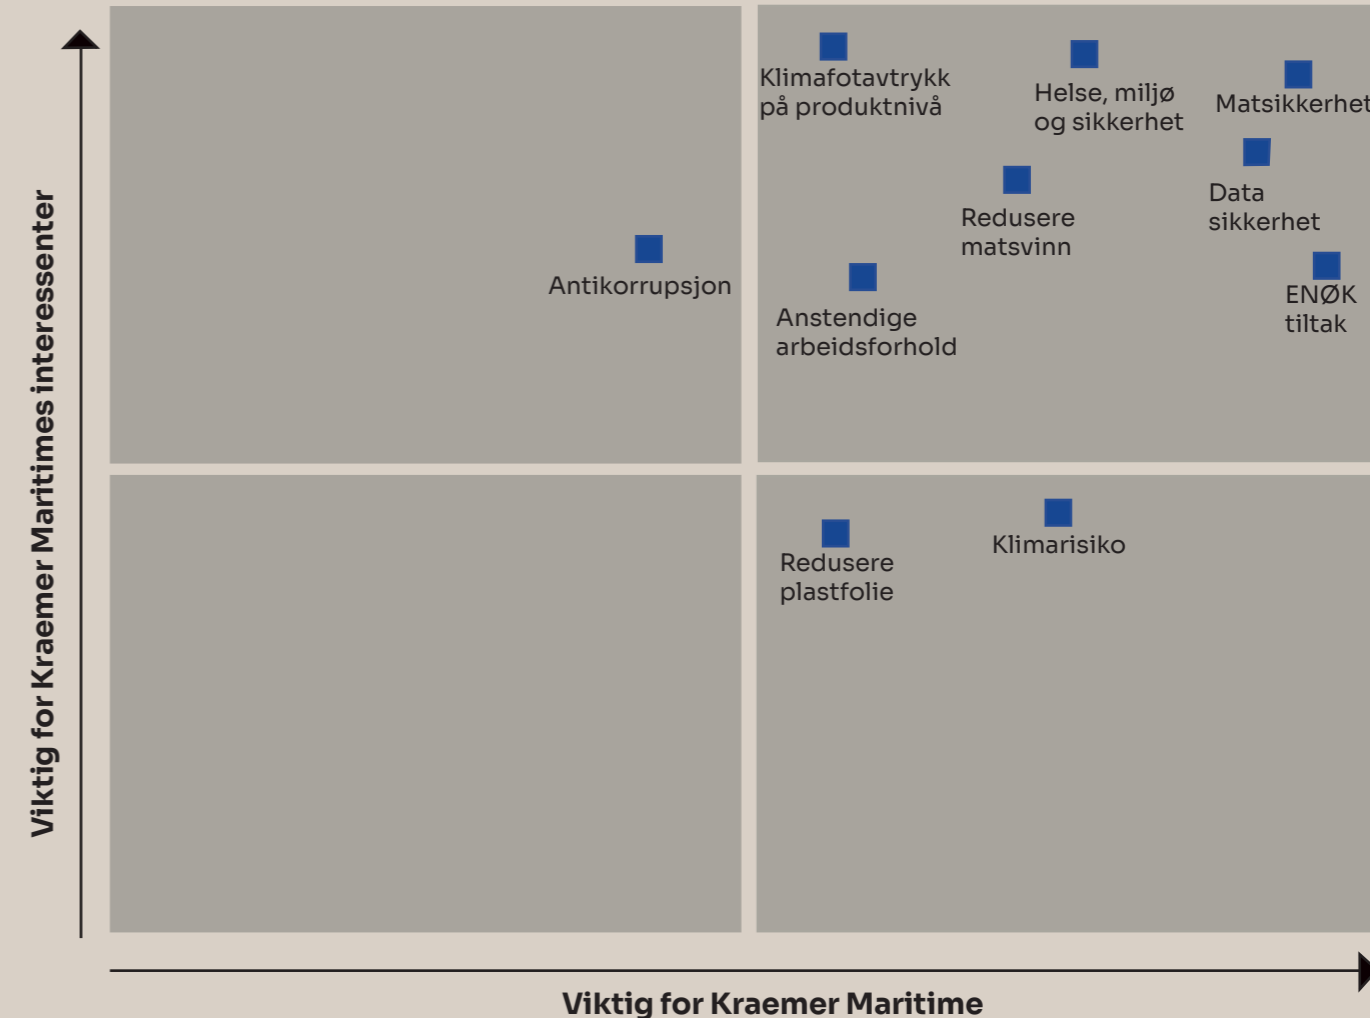 Viktig for Kraemer Maritimes interessenter
Klimafotavtrykk
på produktnivå
Helse, miljø
og sikkerhet
Matsikkerhet
Data
sikkerhet
Redusere
matsvinn
Antikorrupsjon
Anstendige
arbeidsforhold
ENØK
tiltak
Redusere
plastfolie
Klimarisiko
Viktig for Kraemer Maritime